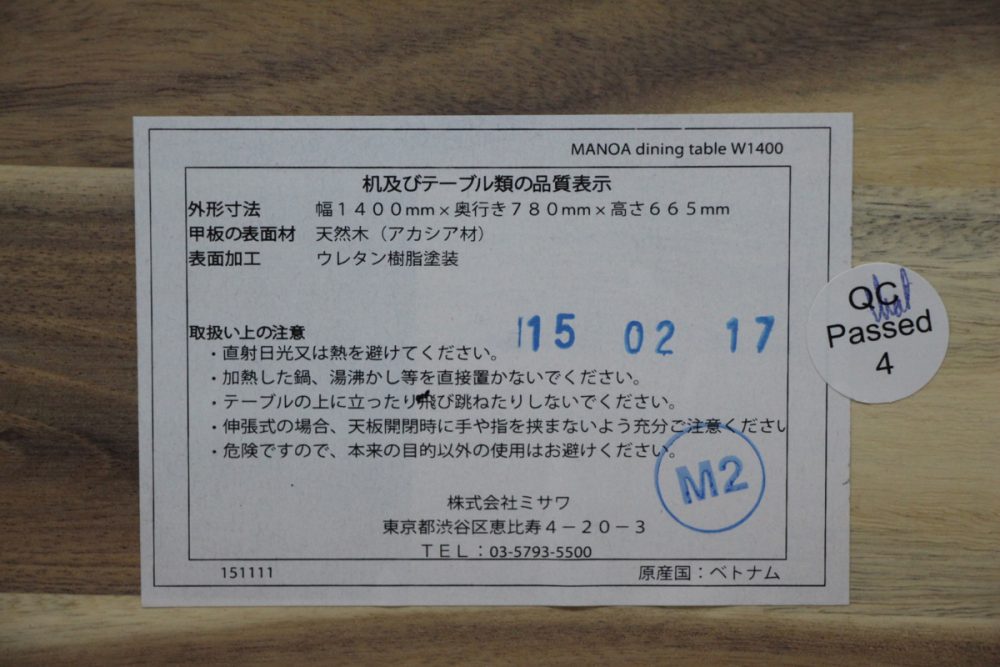 MANOA dining table W1400
机及びテーブル類の品質表示
外形寸法 幅１４００mm×奥行き７８０mm×高さ６６５mm
甲板の表面材 天然木（アカシア材）
表面加工 ウレタン樹脂塗装
取扱い上の注意
15 02 17
・直射日光又は熱を避けてください。
・加熱した鍋、湯沸かし等を直接置かないでください。
・テーブルの上に立ったり飛び跳ねたりしないでください。
・伸張式の場合、天板開閉時に手や指を挟まないよう充分ご注意ください
・危険ですので、本来の目的以外の使用はお避けください。
M2
株式会社ミサワ
東京都渋谷区恵比寿４－２０－３
ＴＥＬ：03-5793-5500
151111 原産国：ベトナム
QC
Passed
4